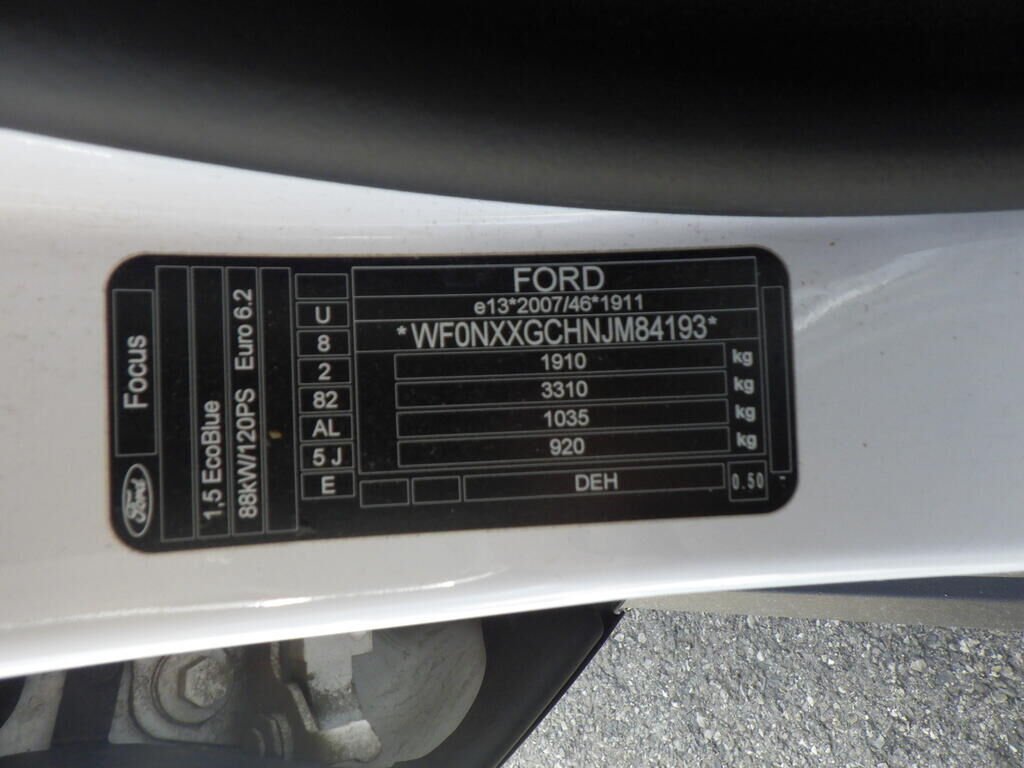 FORD
e13*2007/46*1911
*WF0NXXGCHNJM84193*
1910 kg
3310 kg
1035 kg
920 kg
DEH
0.50
U
8
2
82
AL
5 J
E
Focus
Ford
1,5 EcoBlue
88kW/120PS Euro 6.2